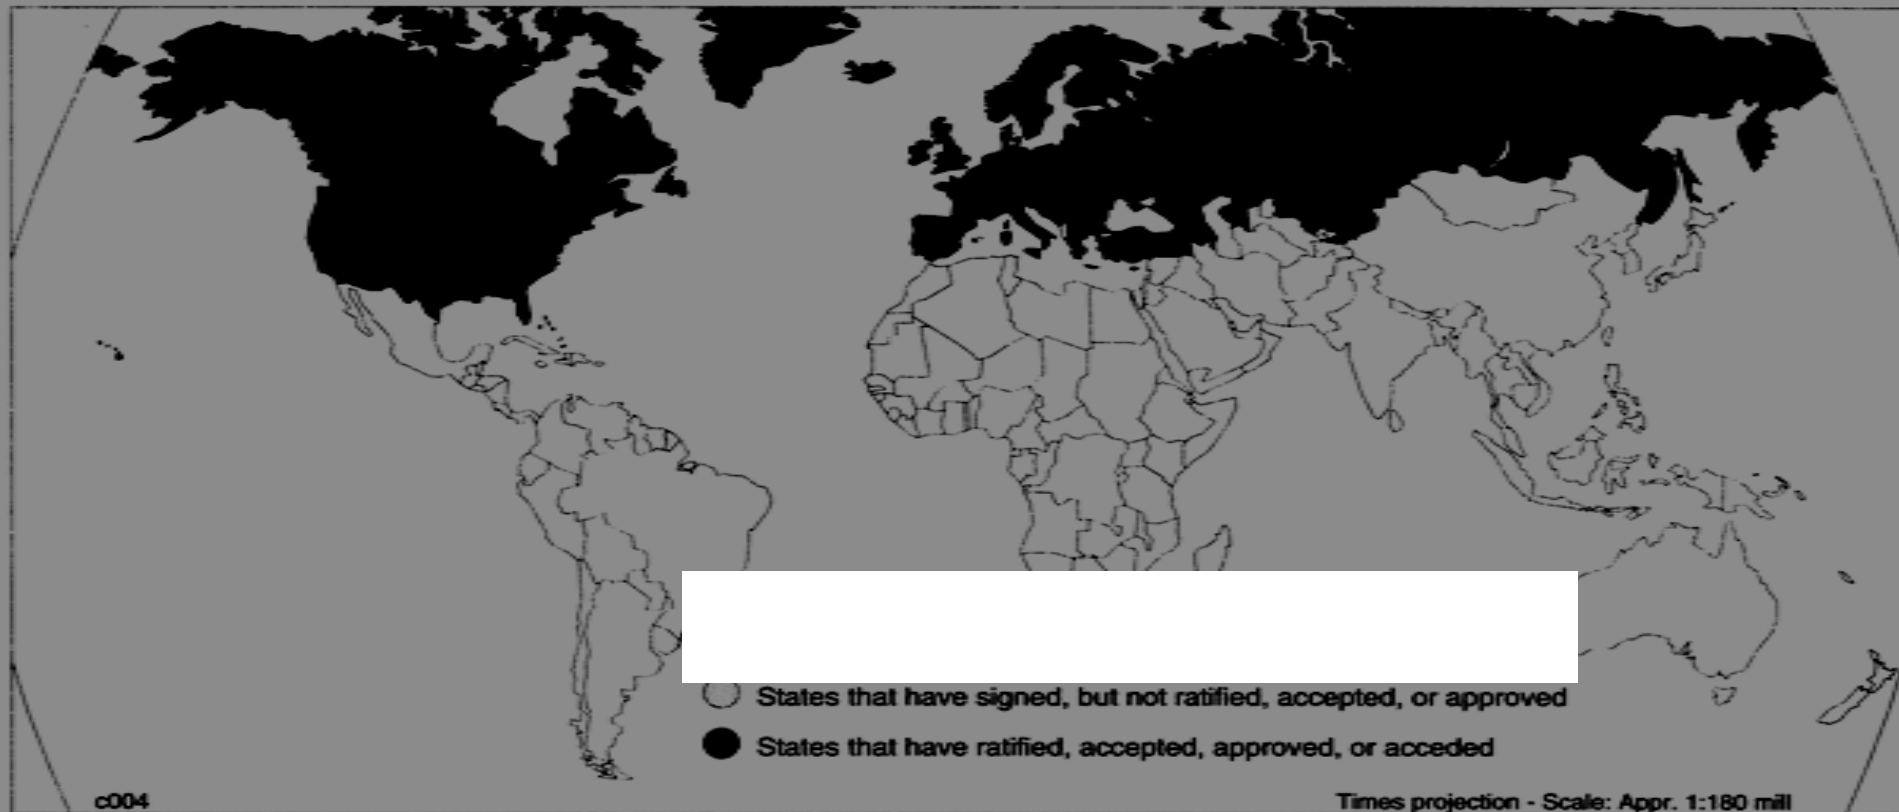 States that have signed, but not ratified, accepted, or approved
States that have ratified, accepted, approved, or acceded
c004
Times projection - Scale: Appr. 1:180 mill